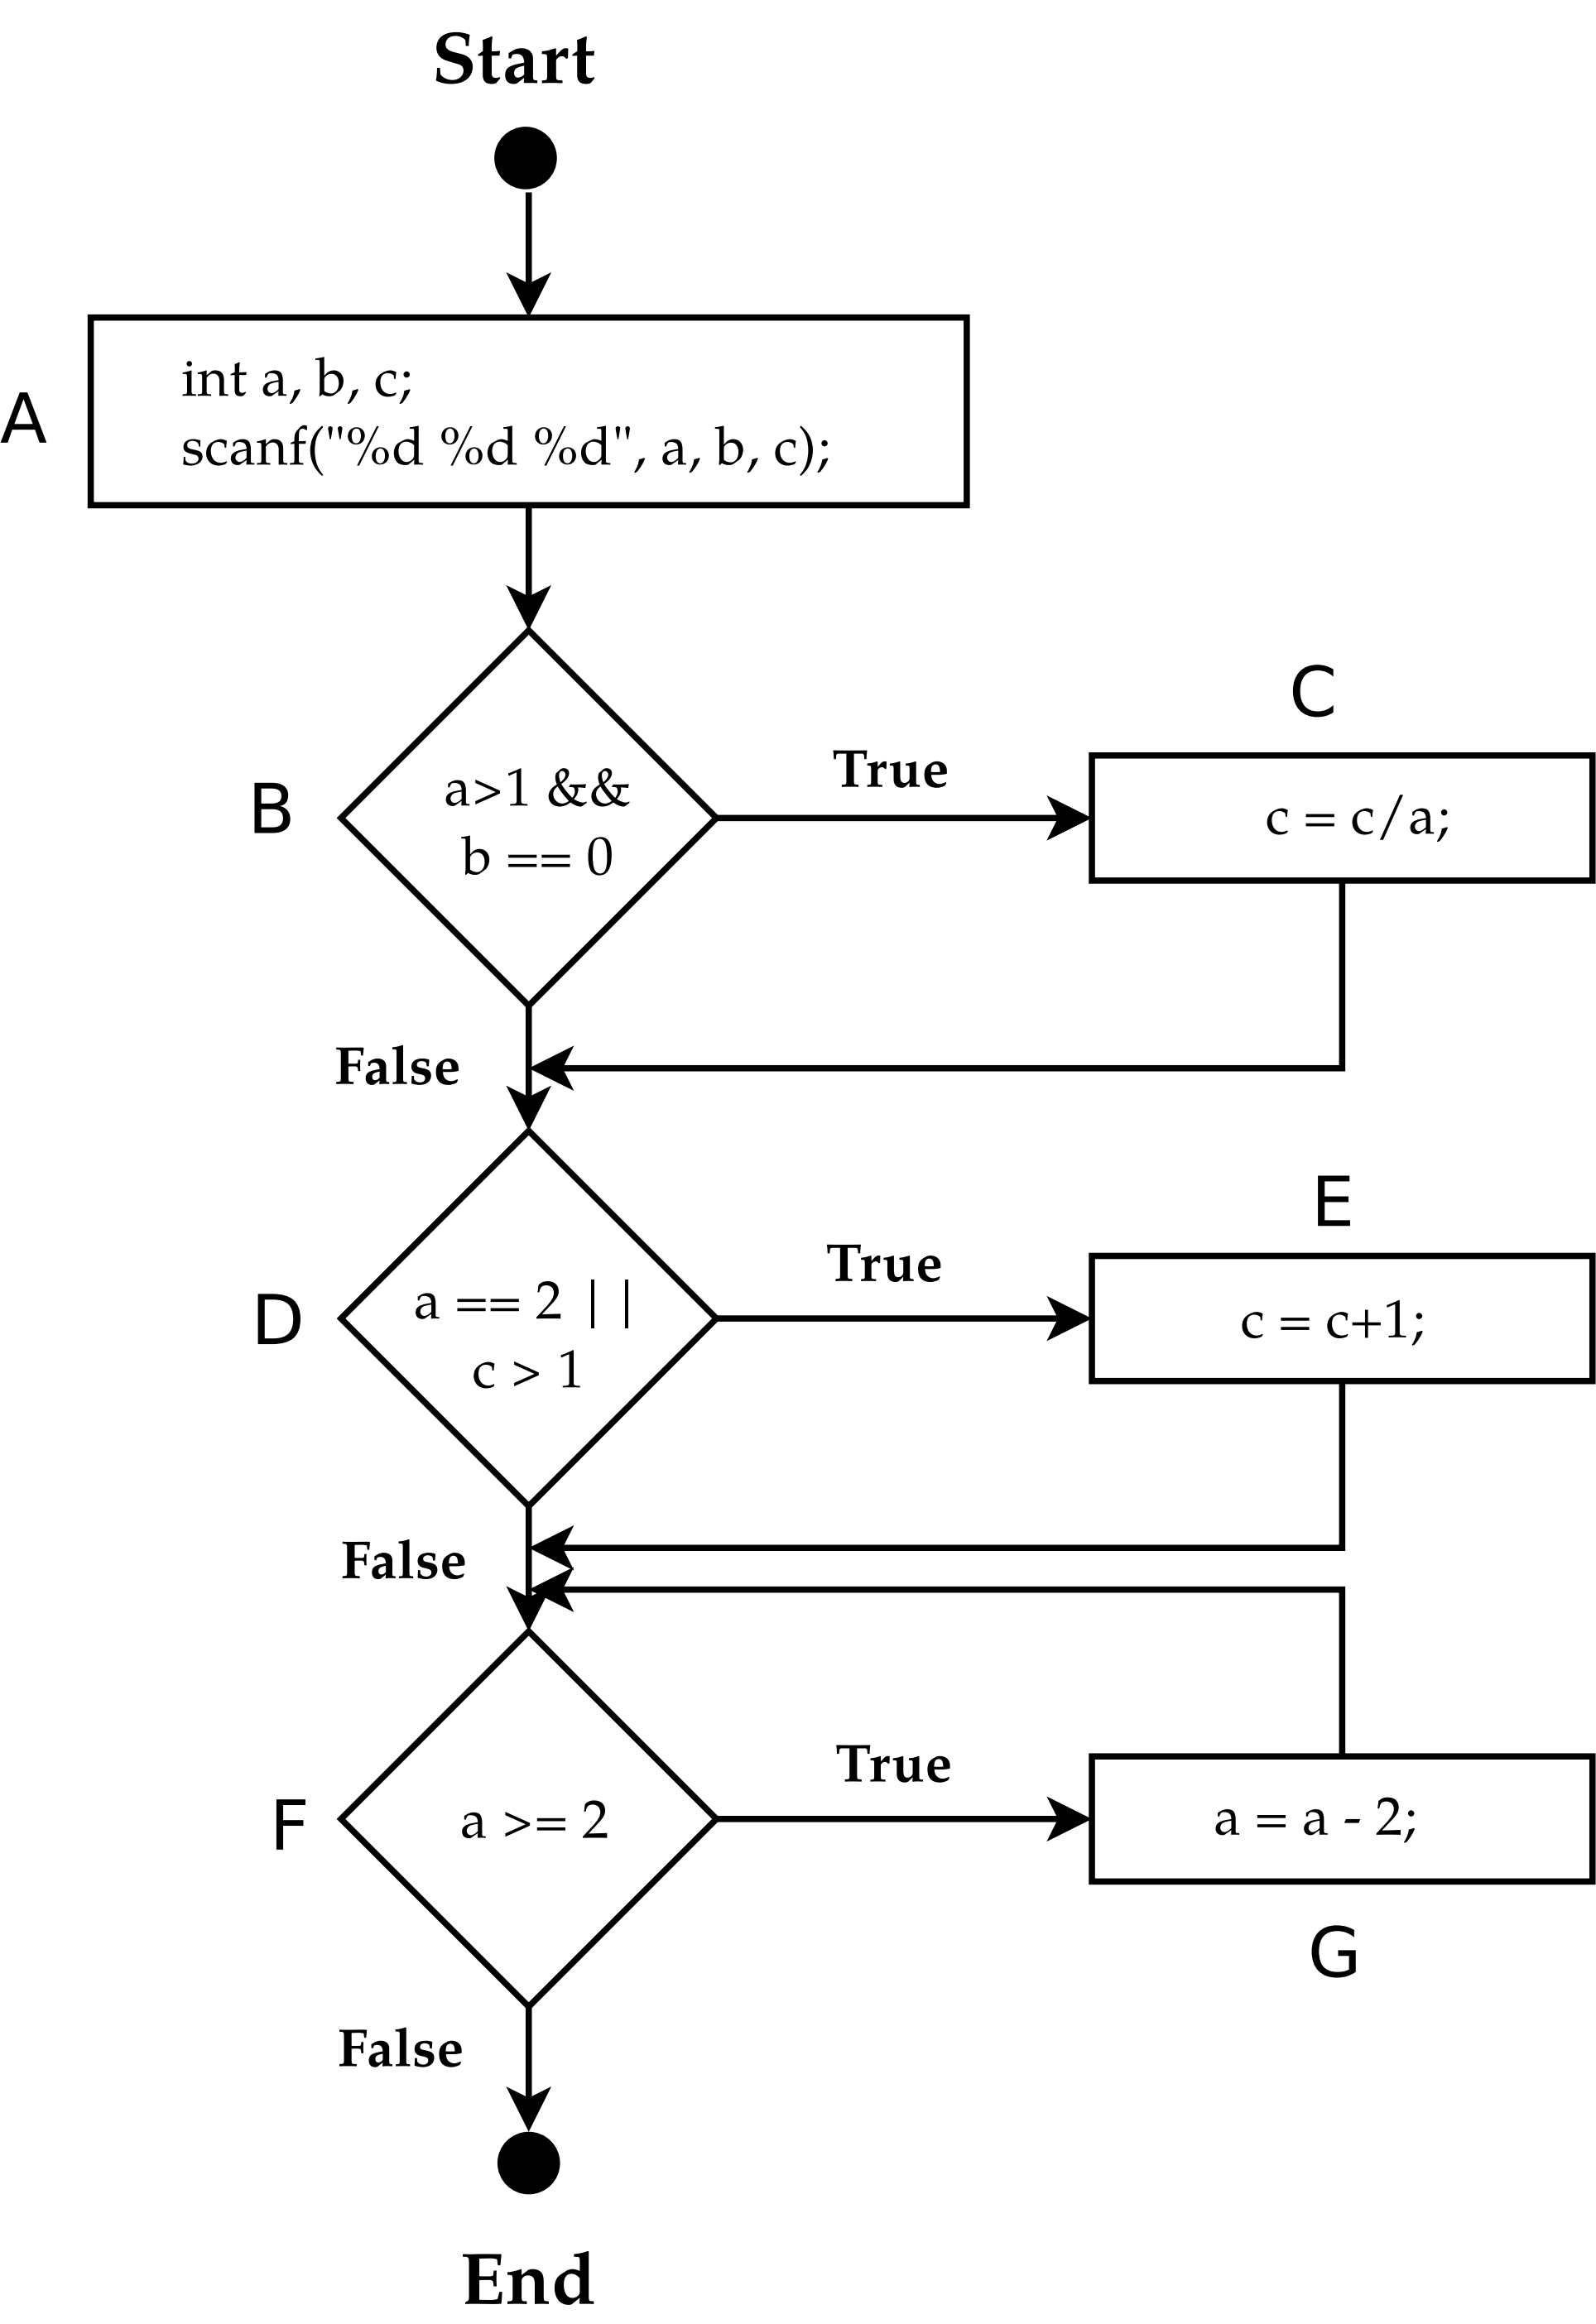 Start
A
int a, b, c;
scanf("%d %d %d", a, b, c);
C
B
a>1 &&
b == 0
True
c = c/a;
False
E
D
a == 2 ||
c > 1
True
c = c+1;
False
F
a >= 2
True
a = a - 2;
G
False
End